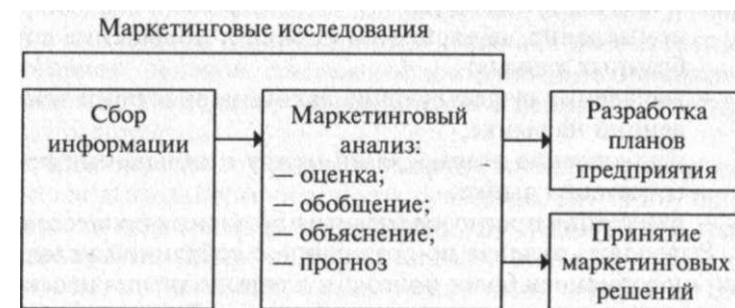 Маркетинговые исследования
Сбор
информации
Маркетинговый
анализ:
— оценка;
— обобщение;
— объяснение;
— прогноз
Разработка
планов
предприятия
Принятие
маркетинговых
решений